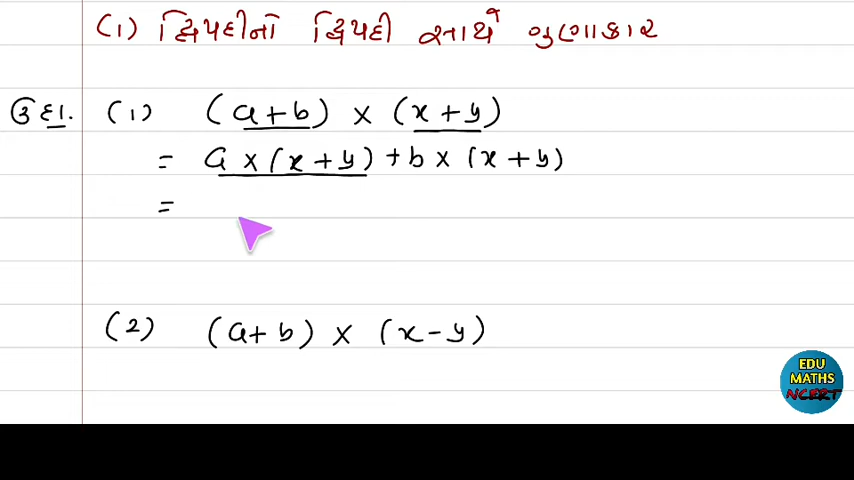 (1) દ્વિપદીનો દ્વિપદી સાથે ગુણાકાર
ઉદા. (1) (a+b) × (x+y)
= a × (x+y) + b × (x+y)
=
(2) (a+b) × (x-y)
EDU
MATHS
NCERT